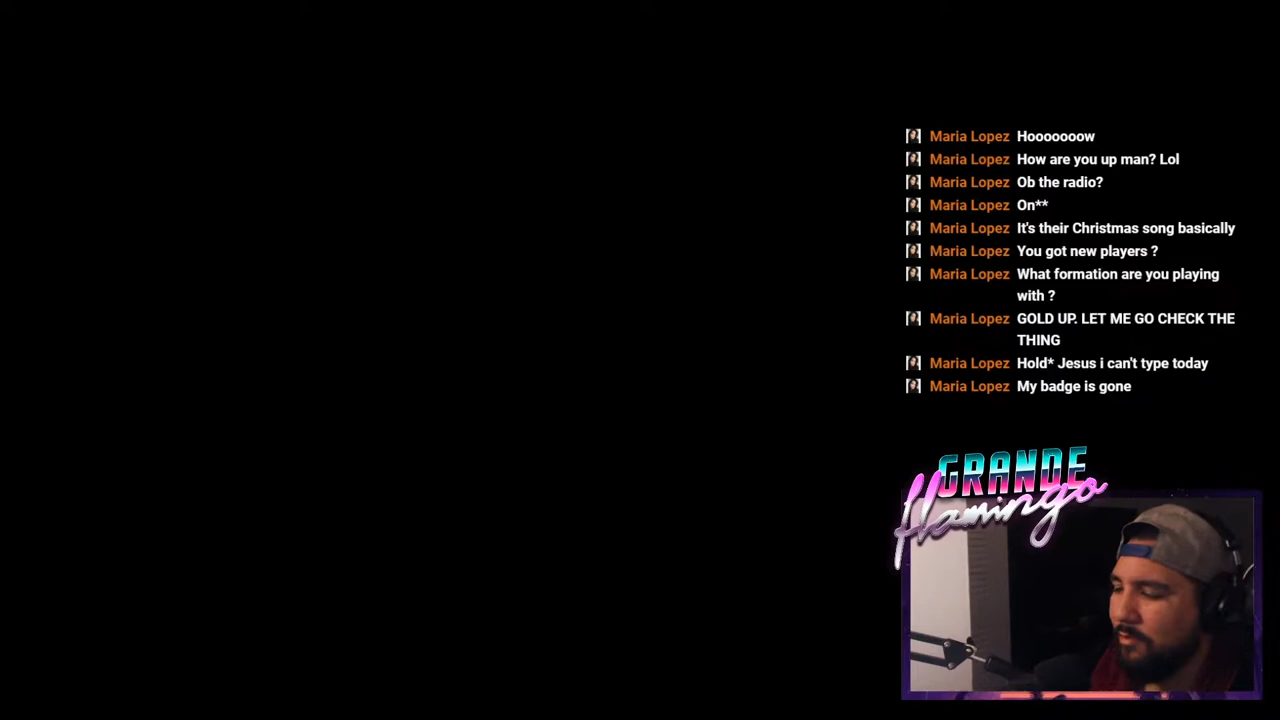 Maria Lopez Hooooooow
Maria Lopez How are you up man? Lol
Maria Lopez Ob the radio?
Maria Lopez On**
Maria Lopez It's their Christmas song basically
Maria Lopez You got new players ?
Maria Lopez What formation are you playing
with ?
Maria Lopez GOLD UP. LET ME GO CHECK THE
THING
Maria Lopez Hold* Jesus i can't type today
Maria Lopez My badge is gone
GRANDE
flamingo